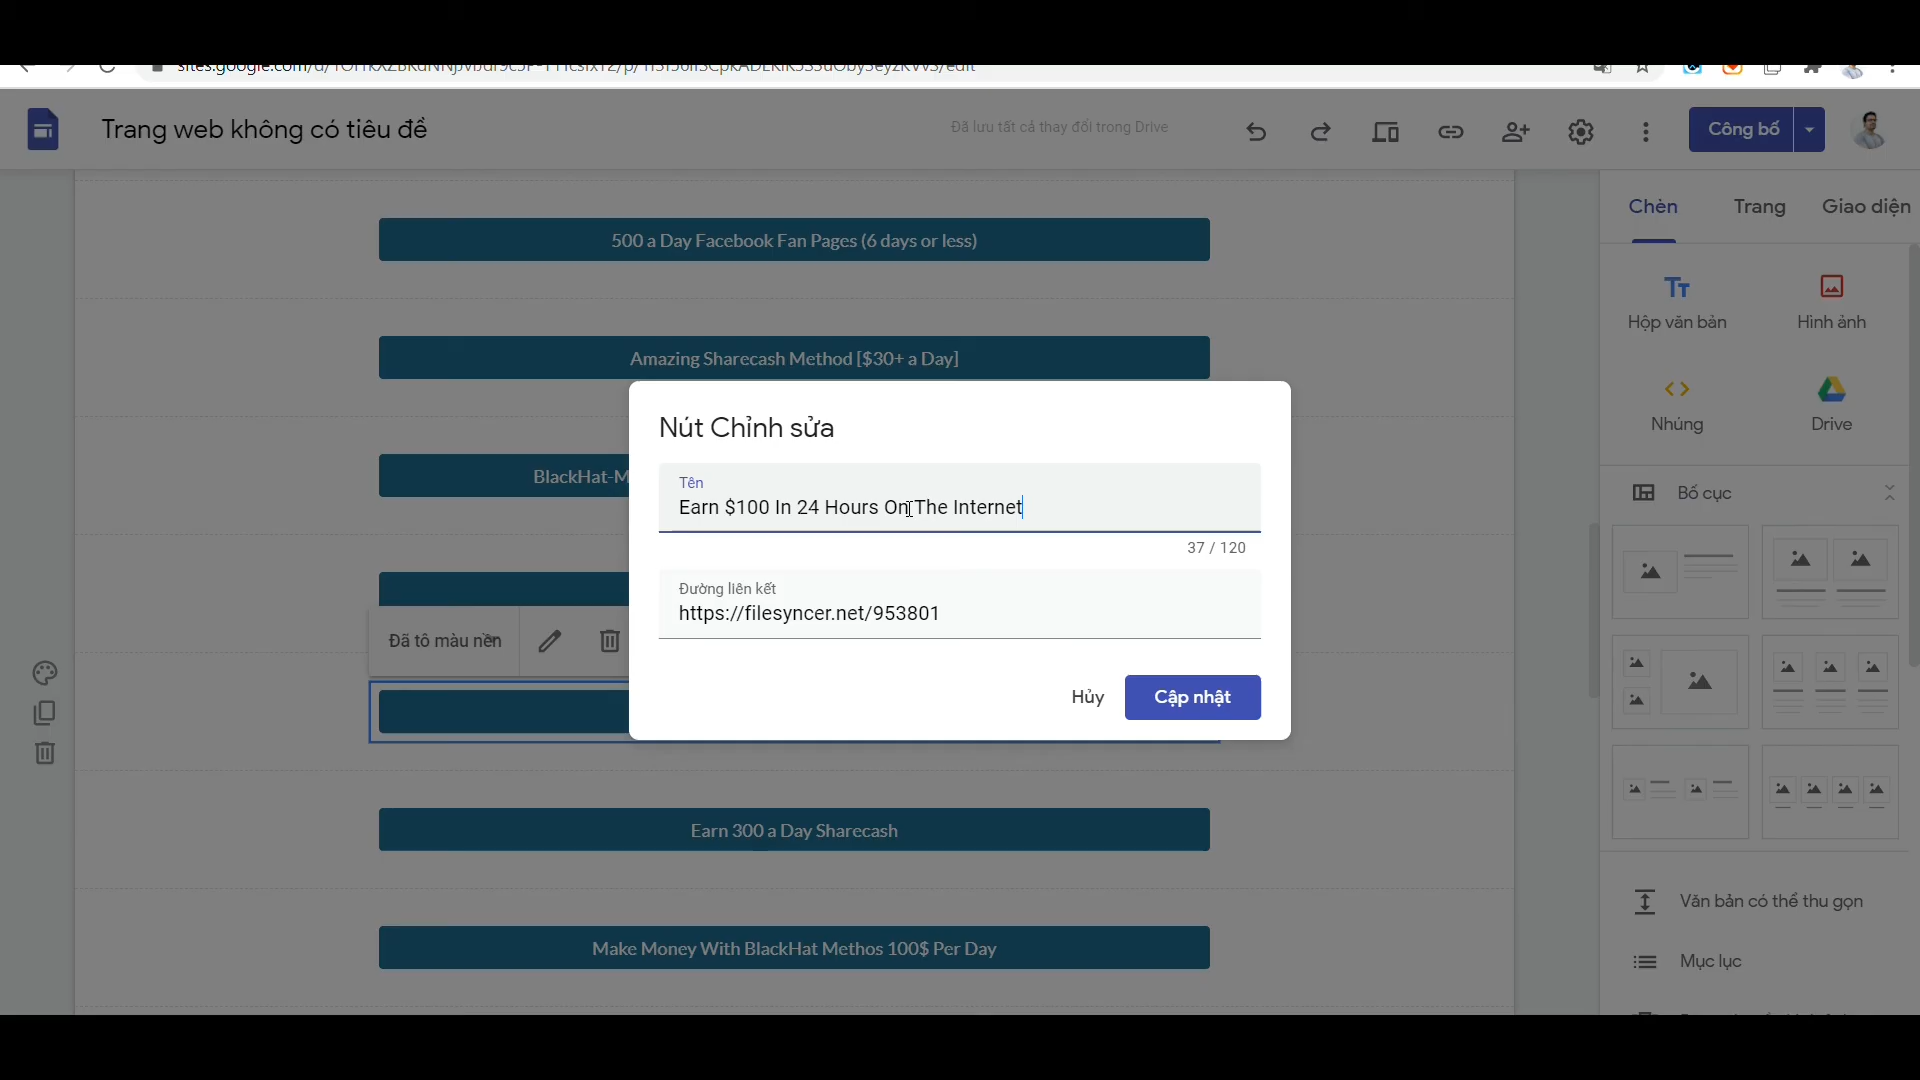 Trang web không có tiêu đề
Đã lưu tất cả thay đổi trong Drive
Công bố
Chèn
Trang
Giao diện
500 a Day Facebook Fan Pages (6 days or less)
Hộp văn bản
Hình ảnh
Amazing Sharecash Method [$30+ a Day]
Nhúng
Drive
Nút Chỉnh sửa
BlackHat-M
Tên
Earn $100 In 24 Hours On The Internet
Bố cục
37 / 120
Đường liên kết
https://filesyncer.net/953801
Đã tô màu nền
Hủy
Cập nhật
Earn 300 a Day Sharecash
Văn bản có thể thu gọn
Make Money With BlackHat Methos 100$ Per Day
Mục lục